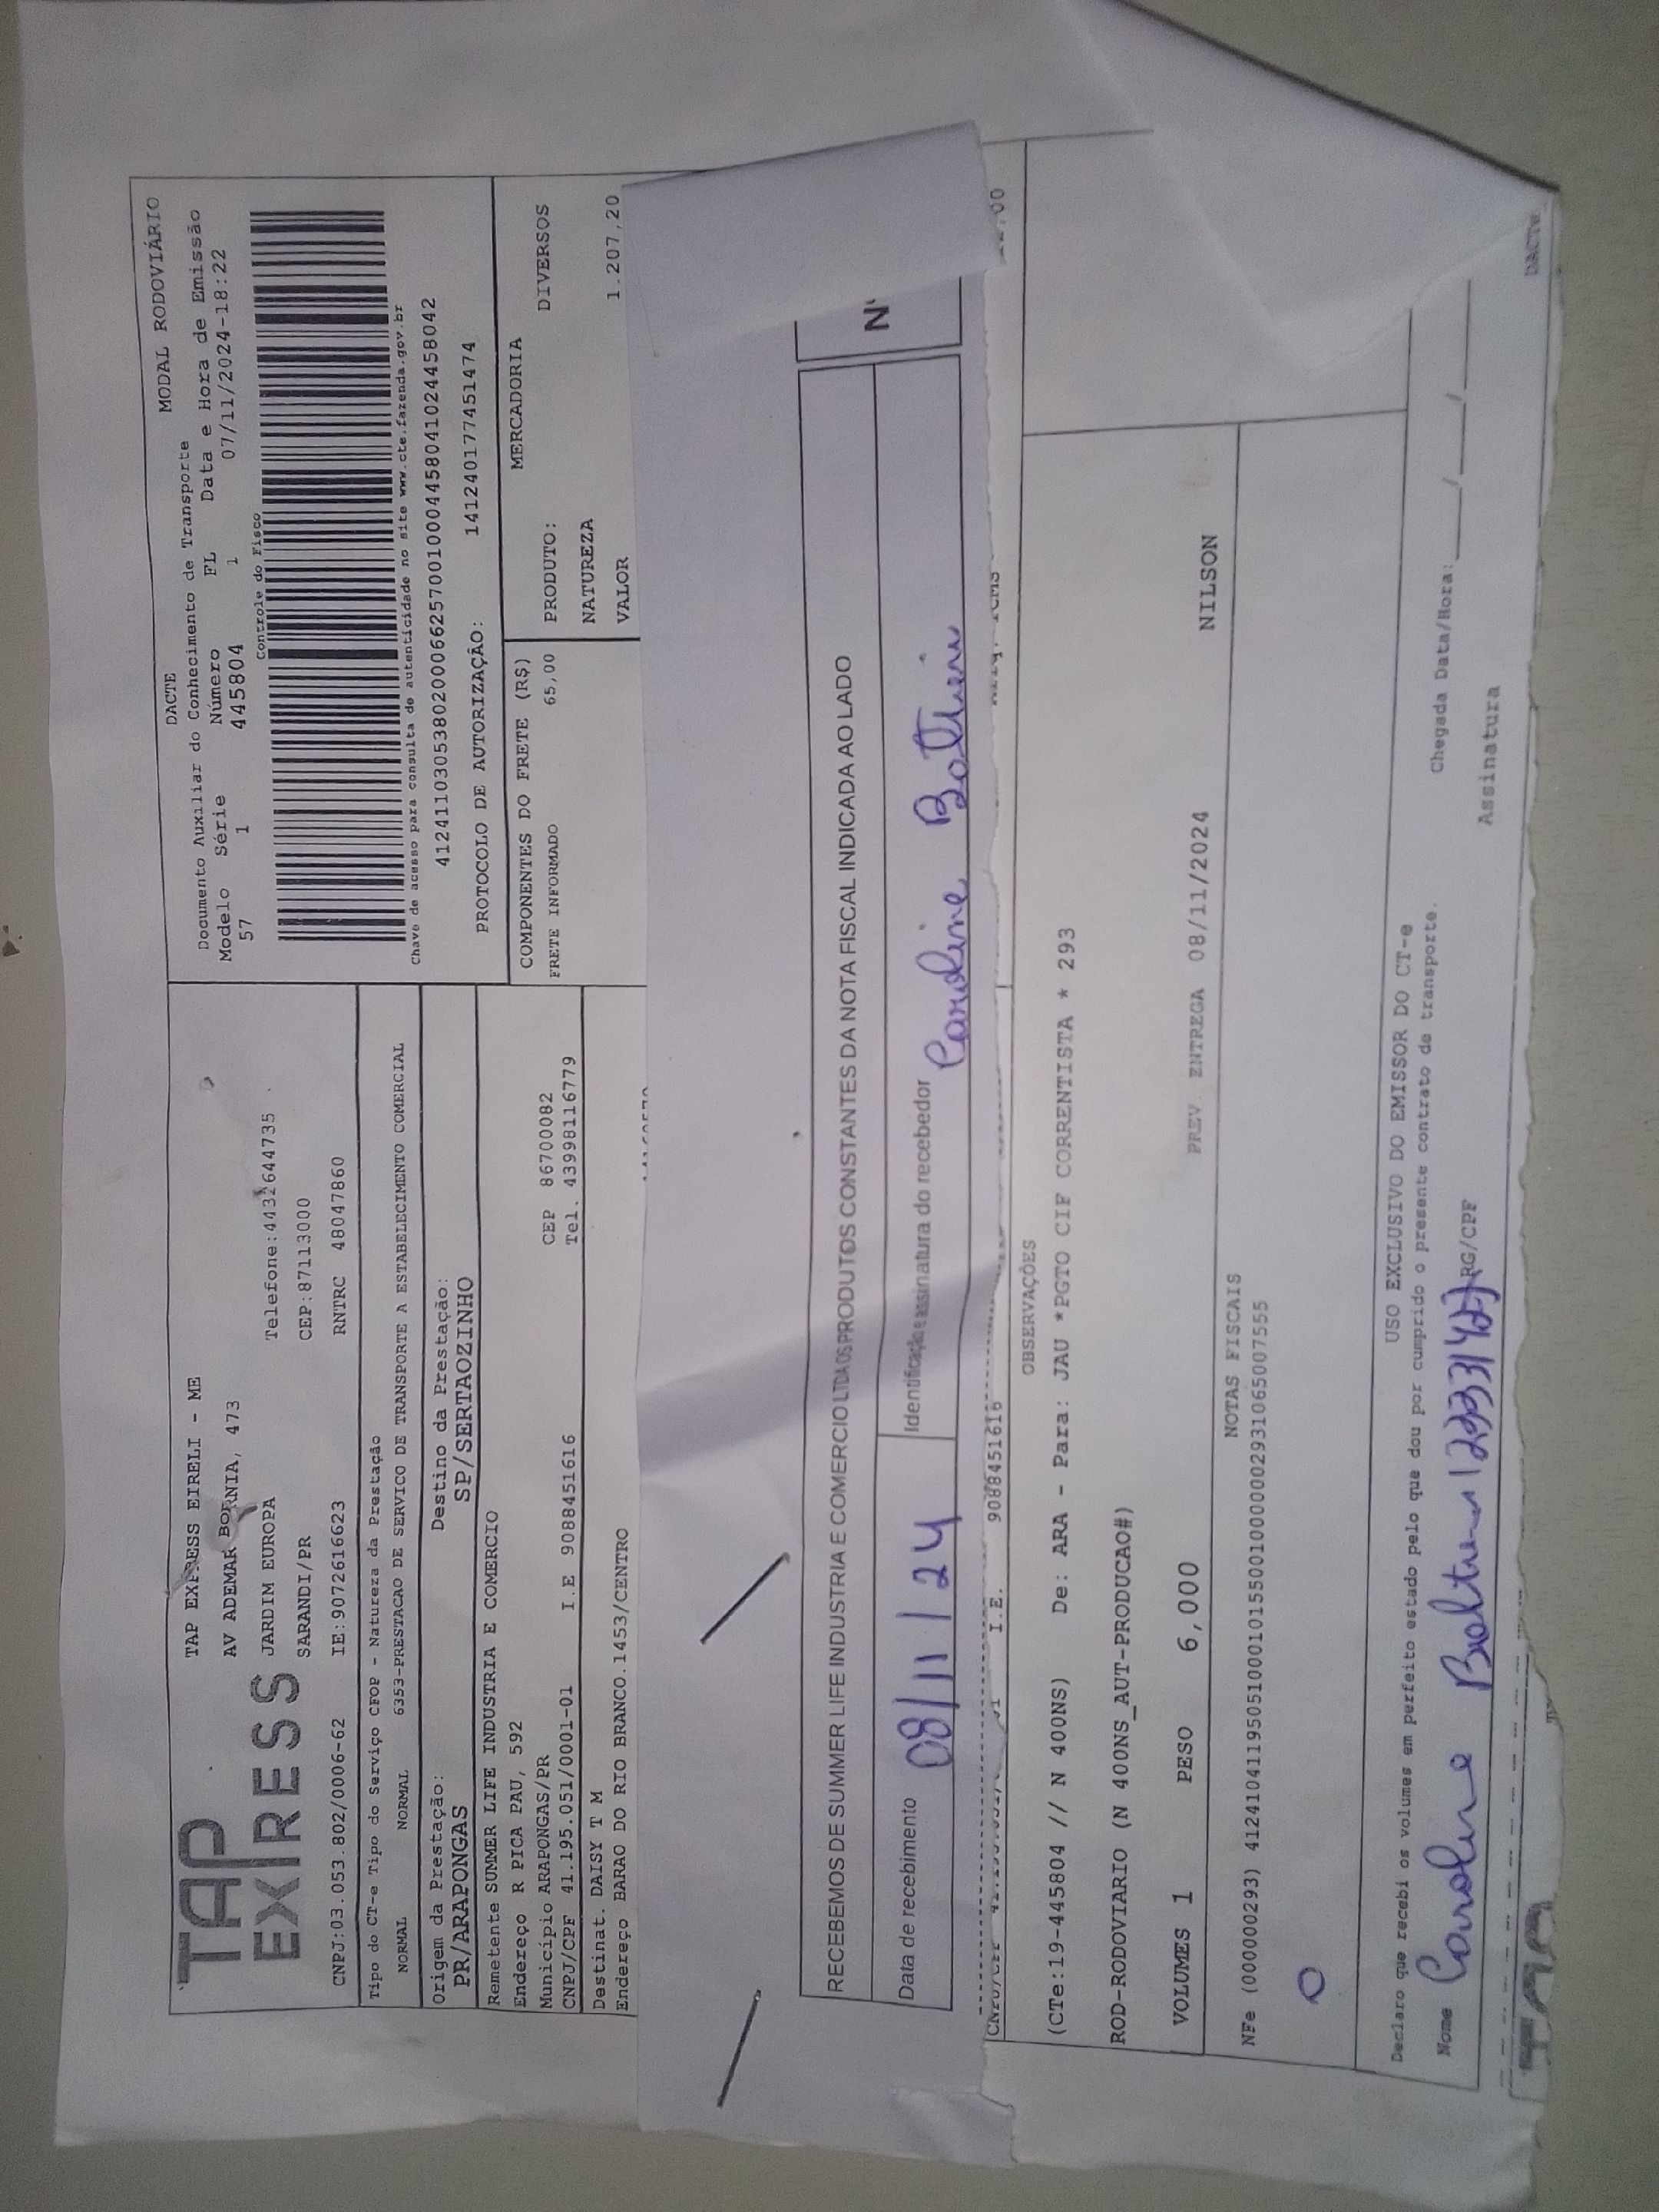 TAP
EXPRESS
TAP EXPRESS EIRELI - ME
AV ADEMAR BORNIA, 473
JARDIM EUROPA Telefone:4432644735
SARANDI/PR CEP:87113000
CNPJ:03.053.802/0006-62 IE:9072616623 RNTRC 48047860
DACTE MODAL RODOVIÁRIO
Documento Auxiliar do Conhecimento de Transporte
Modelo Série Número FL Data e Hora de Emissão
57 1 445804 1 07/11/2024-18:22
Controle do Fisco
Chave de acesso para consulta de autenticidade no site www.cte.fazenda.gov.br
41241103053802000662570010004458041024458042
PROTOCOLO DE AUTORIZAÇÃO: 141240177451474
Tipo do CT-e Tipo do Serviço CFOP - Natureza da Prestação
NORMAL NORMAL 6353-PRESTACAO DE SERVICO DE TRANSPORTE A ESTABELECIMENTO COMERCIAL
Origem da Prestação: Destino da Prestação:
PR/ARAPONGAS SP/SERTAOZINHO
Remetente SUMMER LIFE INDUSTRIA E COMERCIO
Endereço R PICA PAU, 592
Município ARAPONGAS/PR CEP 86700082
CNPJ/CPF 41.195.051/0001-01 I.E 9088451616 Tel. 43998116779
Destinat. DAISY T M
Endereço BARAO DO RIO BRANCO.1453/CENTRO
COMPONENTES DO FRETE (R$)
FRETE INFORMADO 65,00
MERCADORIA
PRODUTO: DIVERSOS
NATUREZA
VALOR 1.207,20
RECEBEMOS DE SUMMER LIFE INDUSTRIA E COMERCIO LTDA OS PRODUTOS CONSTANTES DA NOTA FISCAL INDICADA AO LADO
Data de recebimento 08/11/24 Identificação e assinatura do recebedor Caroline
CNPJ/CPF I.E. 9088451616
OBSERVAÇÕES
(CTe:19-445804 // N 400NS) De: ARA - Para: JAU *PGTO CIF CORRENTISTA * 293
ROD-RODOVIARIO (N 400NS_AUT-PRODUCAO#)
VOLUMES 1 PESO 6,000 PREV. ENTREGA 08/11/2024 NILSON
NOTAS FISCAIS
NFe (000000293) 41241041195051000101550010000002931065007555
USO EXCLUSIVO DO EMISSOR DO CT-e
Declaro que recebi os volumes em perfeito estado pelo que dou por cumprido o presente contrato de transporte.
Nome Caroline RG/CPF Chegada Data/Hora:___/___/___
Assinatura
DACTE